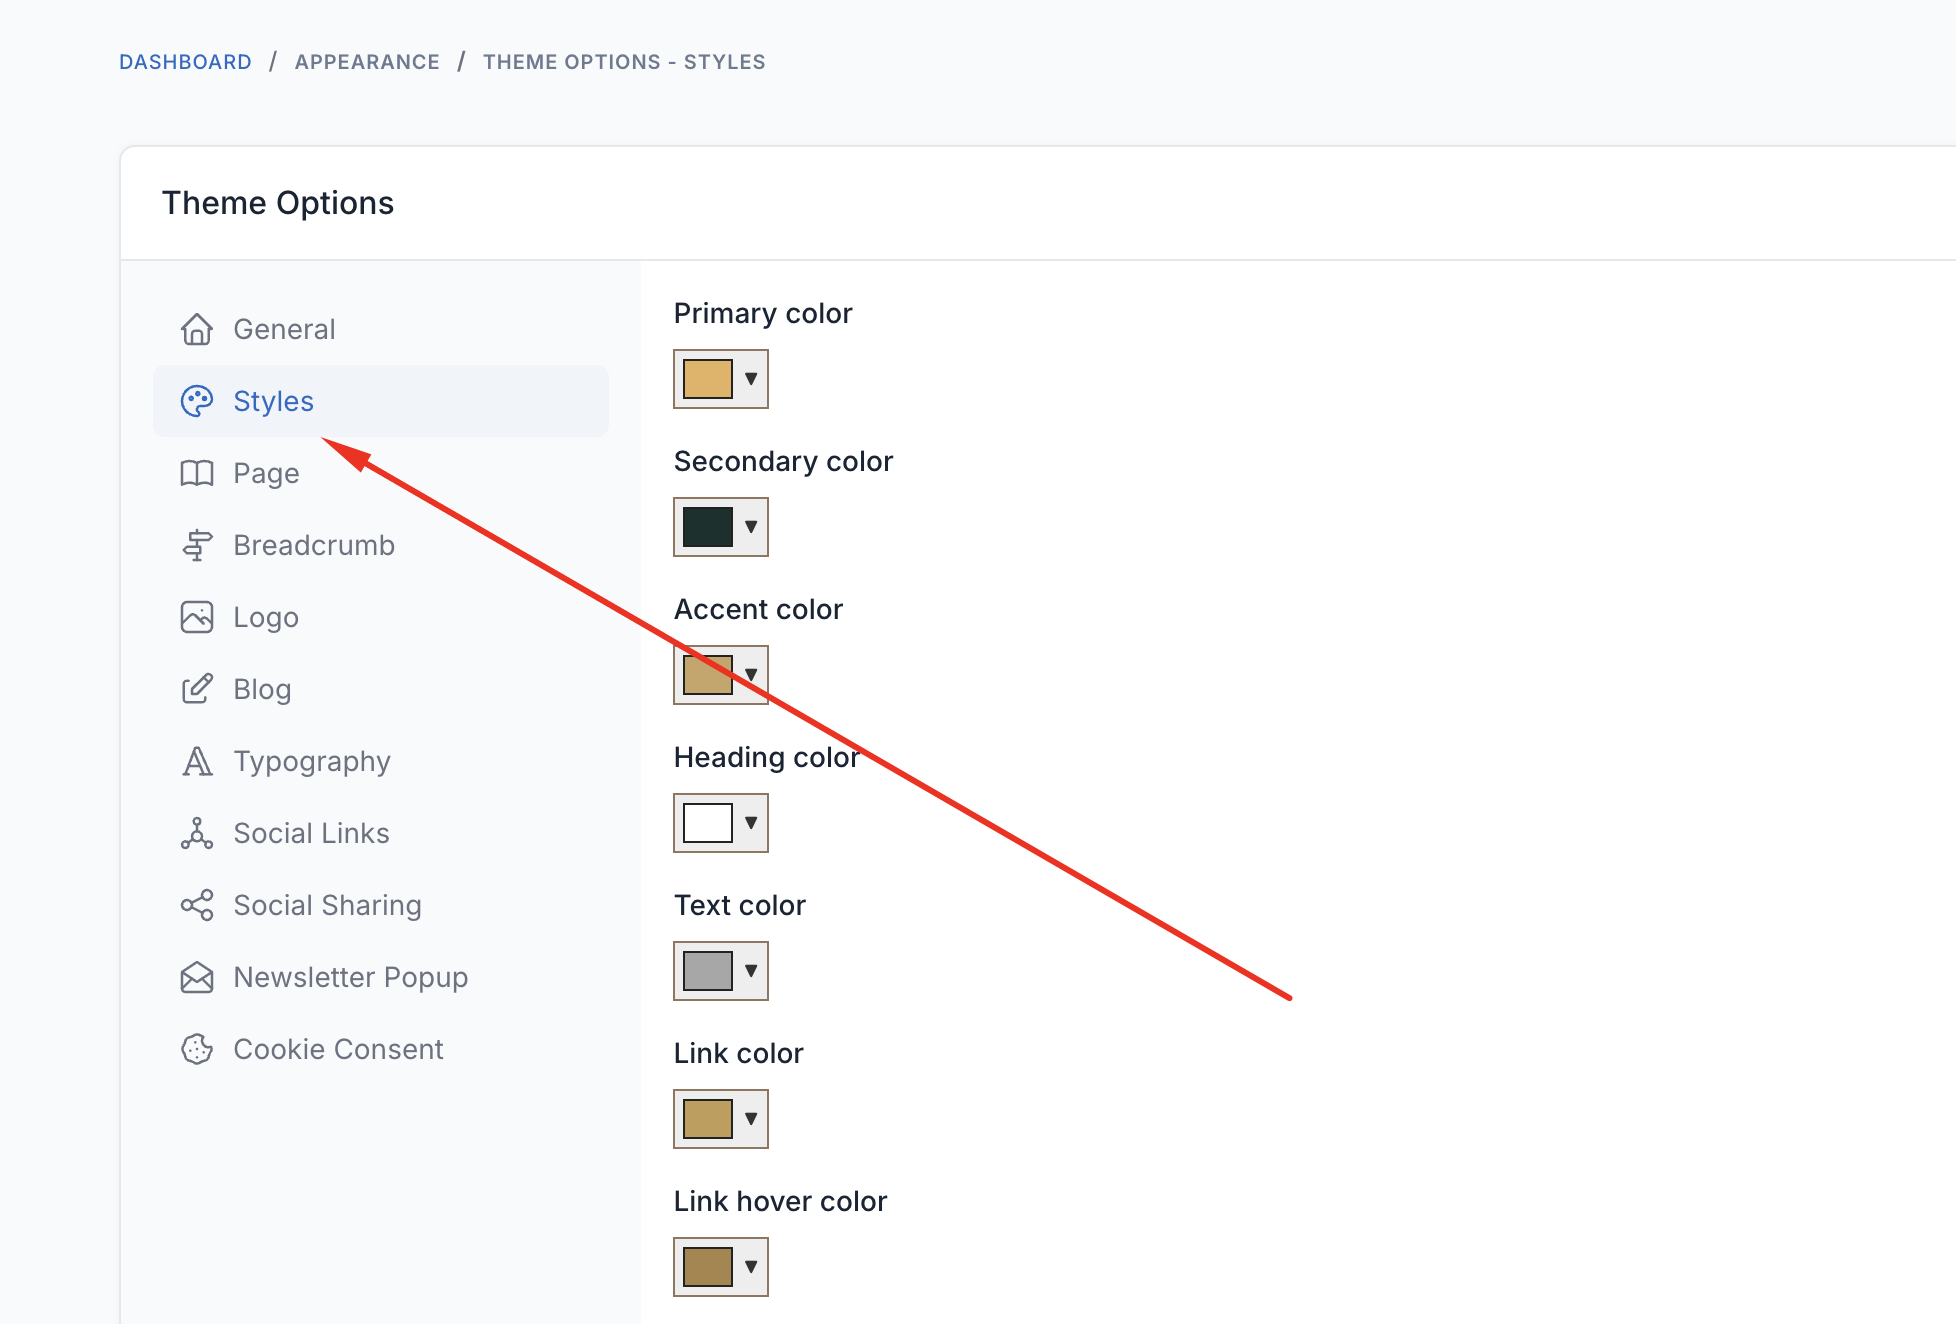 DASHBOARD / APPEARANCE / THEME OPTIONS - STYLES
Theme Options
General
Styles
Page
Breadcrumb
Logo
Blog
Typography
Social Links
Social Sharing
Newsletter Popup
Cookie Consent
Primary color
Secondary color
Accent color
Heading color
Text color
Link color
Link hover color